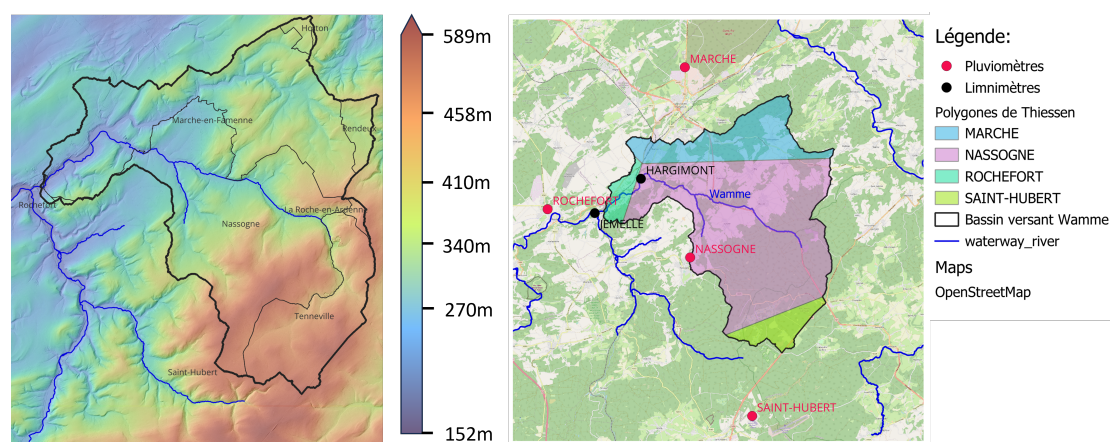 Hotton
Marche-en-Famenne
Rendeux
Rochefort
La Roche-en-Ardenne
Nassogne
Tenneville
Saint-Hubert
589m
458m
410m
340m
270m
152m
MARCHE
HARGIMONT
Wamme
ROCHEFORT
JEMELLE
NASSOGNE
SAINT-HUBERT
Légende:
Pluviomètres
Limnimètres
Polygones de Thiessen
MARCHE
NASSOGNE
ROCHEFORT
SAINT-HUBERT
Bassin versant Wamme
waterway_river
Maps
OpenStreetMap